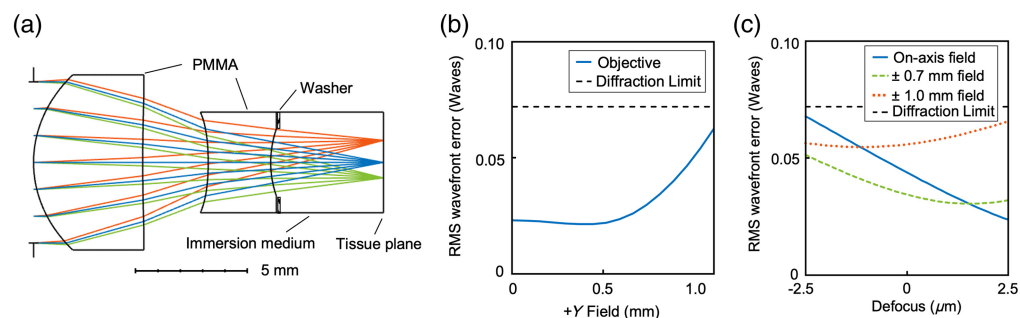 (a)
PMMA
Washer
Immersion medium
Tissue plane
5 mm
(b)
RMS wavefront error (Waves)
0.10
0.05
0
Objective
Diffraction Limit
0
0.5
1.0
+Y Field (mm)
(c)
RMS wavefront error (Waves)
0.10
0.05
0
On-axis field
± 0.7 mm field
± 1.0 mm field
Diffraction Limit
-2.5
0
2.5
Defocus (μm)